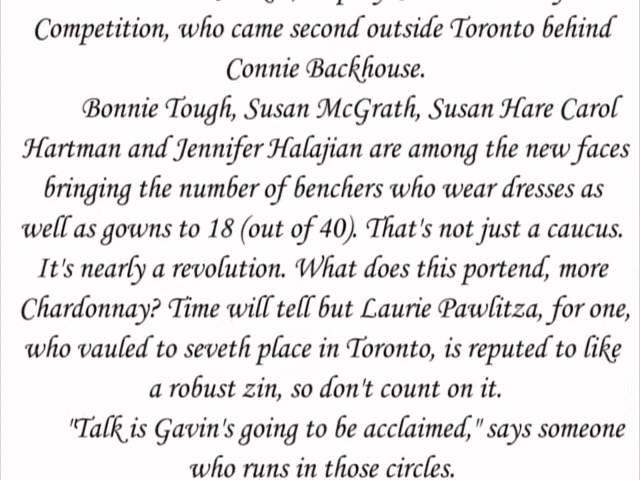 Competition, who came second outside Toronto behind
Connie Backhouse.
Bonnie Tough, Susan McGrath, Susan Hare Carol
Hartman and Jennifer Halajian are among the new faces
bringing the number of benchers who wear dresses as
well as gowns to 18 (out of 40). That's not just a caucus.
It's nearly a revolution. What does this portend, more
Chardonnay? Time will tell but Laurie Pawlitza, for one,
who vauled to seveth place in Toronto, is reputed to like
a robust zin, so don't count on it.
"Talk is Gavin's going to be acclaimed," says someone
who runs in those circles.